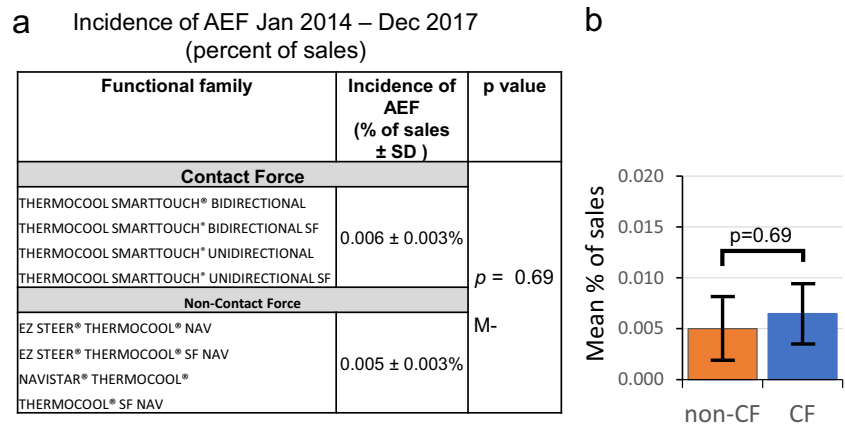 a
Incidence of AEF Jan 2014 – Dec 2017
(percent of sales)
Functional family
Incidence of
AEF
(% of sales
± SD )
p value
Contact Force
THERMOCOOL SMARTTOUCH® BIDIRECTIONAL
THERMOCOOL SMARTTOUCH® BIDIRECTIONAL SF
THERMOCOOL SMARTTOUCH® UNIDIRECTIONAL
THERMOCOOL SMARTTOUCH® UNIDIRECTIONAL SF
0.006 ± 0.003%
p = 0.69
M-
Non-Contact Force
EZ STEER® THERMOCOOL® NAV
EZ STEER® THERMOCOOL® SF NAV
NAVISTAR® THERMOCOOL®
THERMOCOOL® SF NAV
0.005 ± 0.003%
b
Mean % of sales
0.020
0.015
0.010
0.005
0.000
p=0.69
non-CF
CF